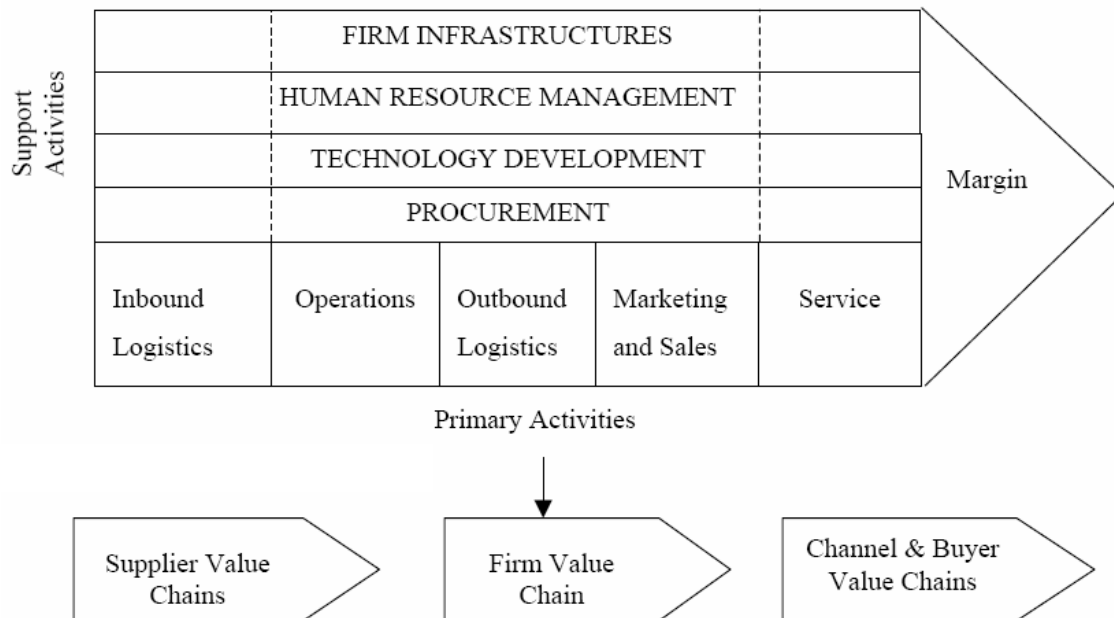 Support
Activities
FIRM INFRASTRUCTURES
HUMAN RESOURCE MANAGEMENT
TECHNOLOGY DEVELOPMENT
PROCUREMENT
Margin
Inbound
Logistics
Operations
Outbound
Logistics
Marketing
and Sales
Service
Primary Activities
Supplier Value
Chains
Firm Value
Chain
Channel & Buyer
Value Chains